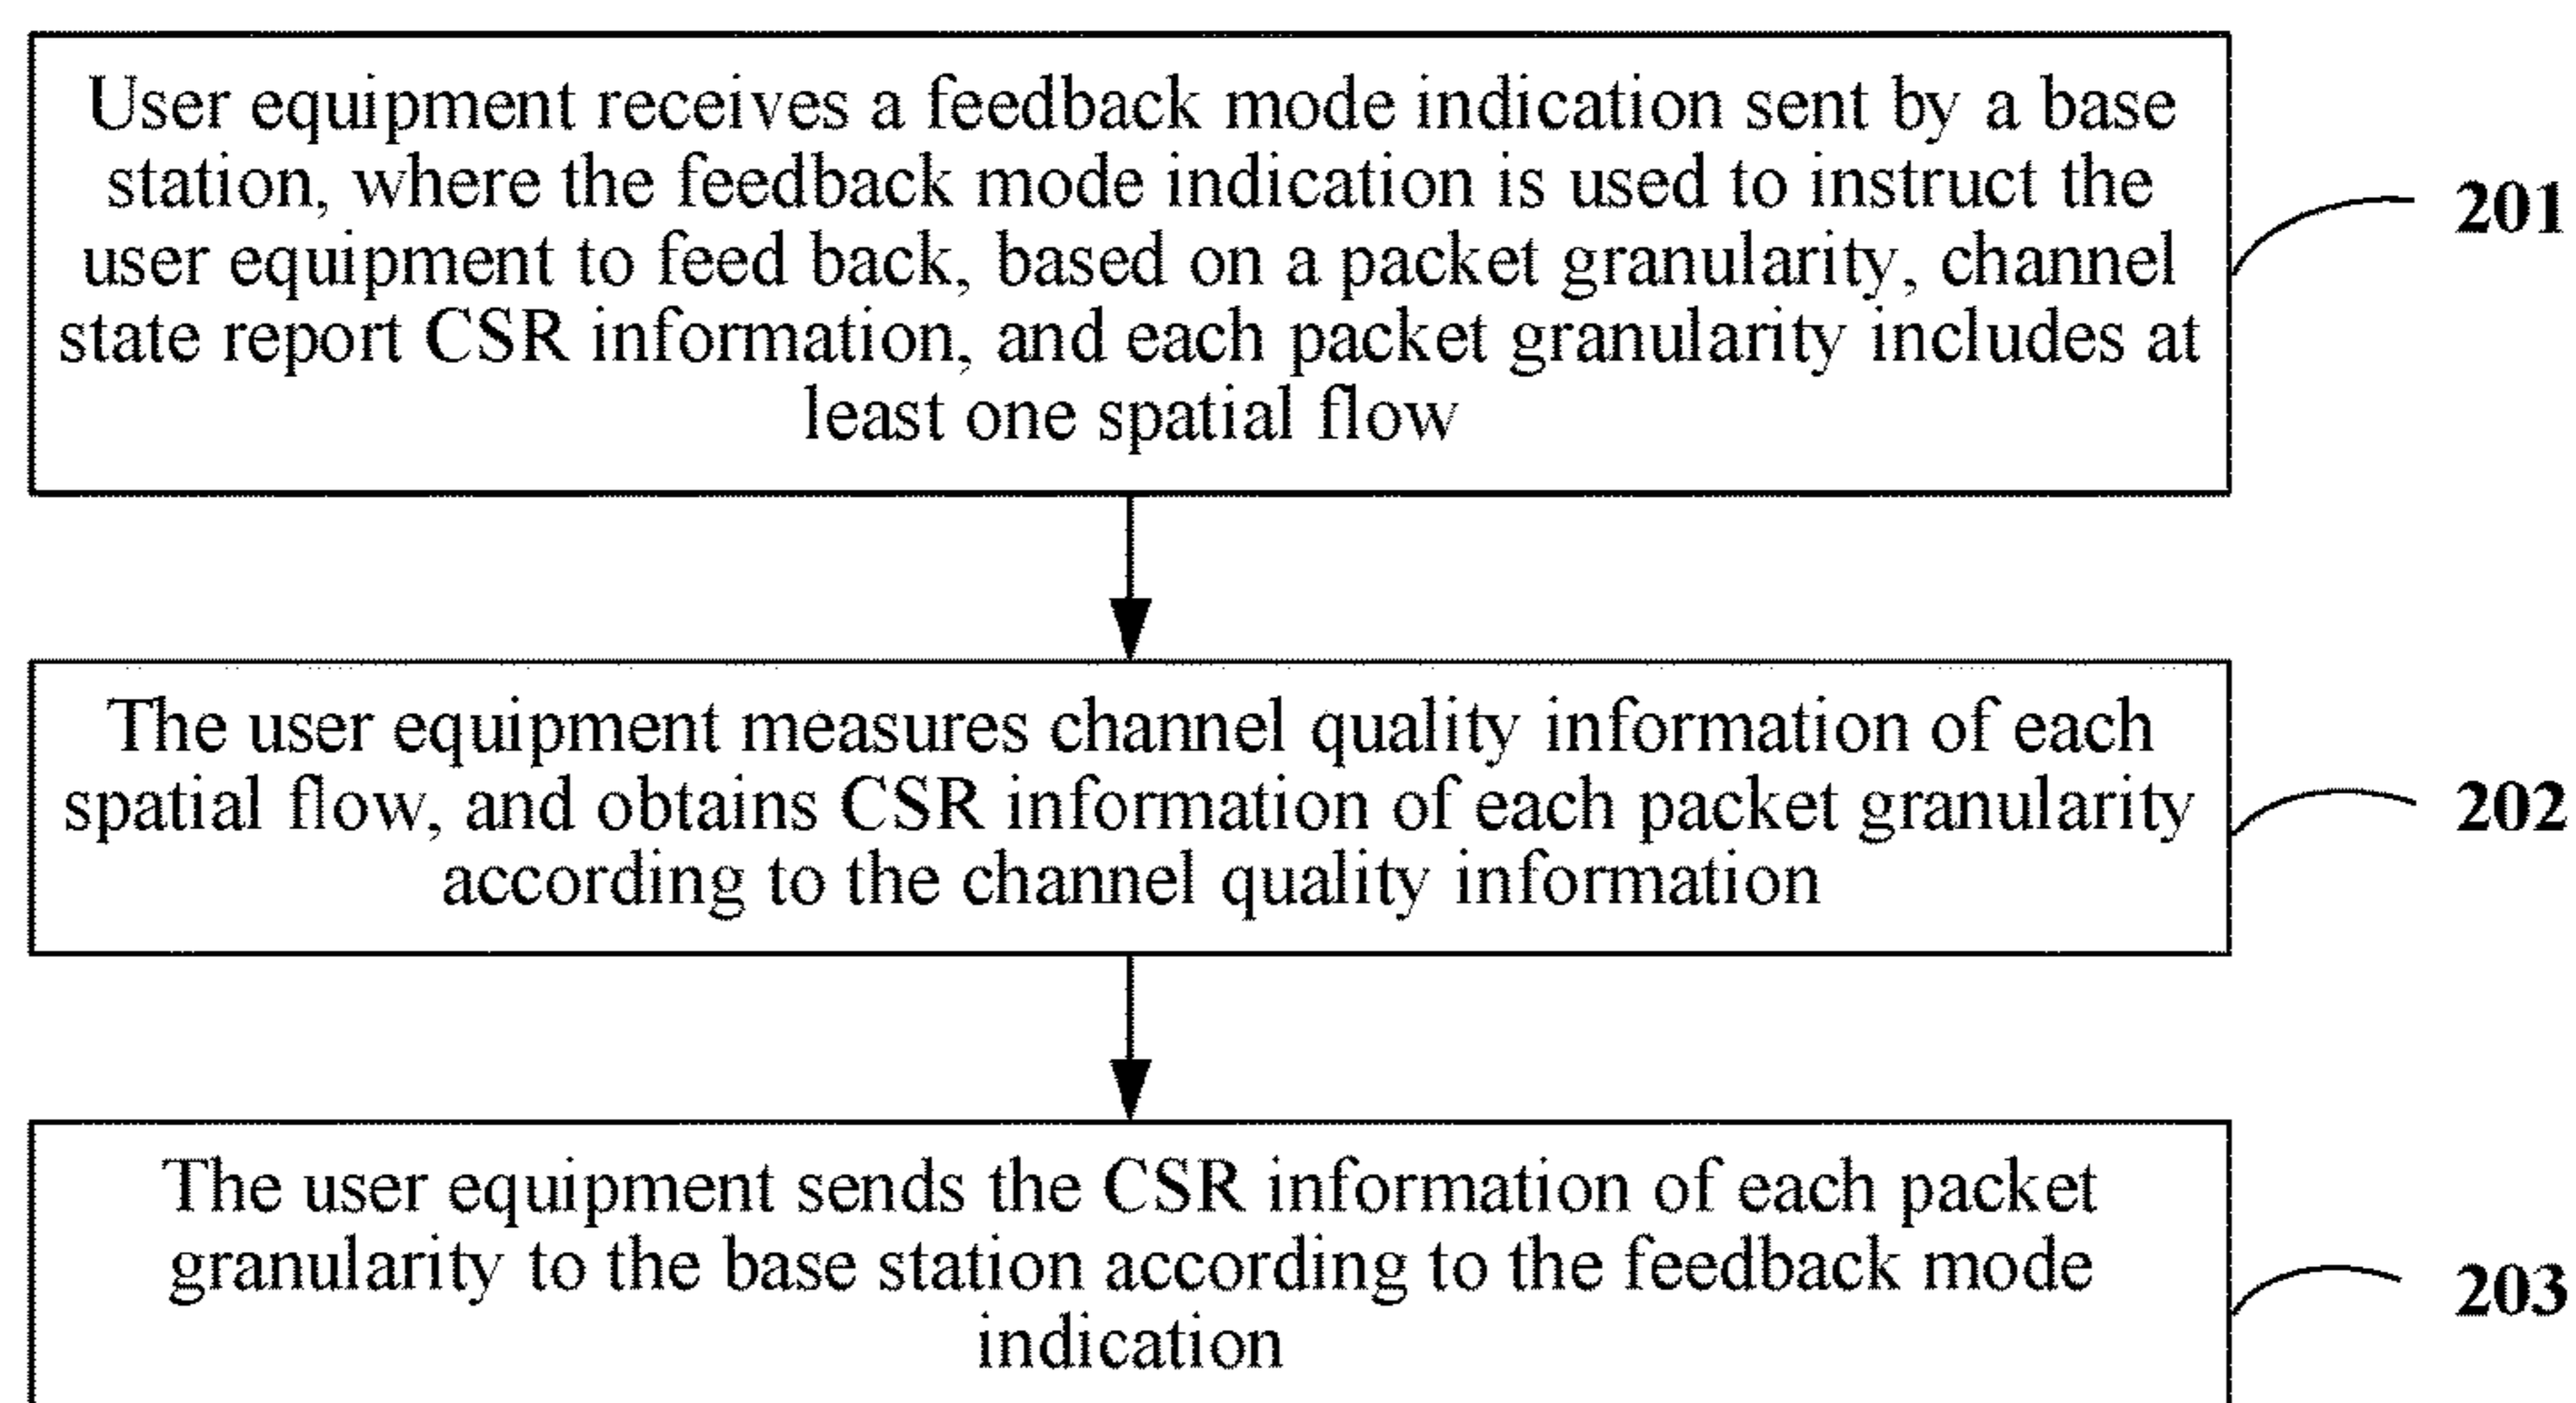 User equipment receives a feedback mode indication sent by a base
station, where the feedback mode indication is used to instruct the
user equipment to feed back, based on a packet granularity, channel
state report CSR information, and each packet granularity includes at
least one spatial flow
201
The user equipment measures channel quality information of each
spatial flow, and obtains CSR information of each packet granularity
according to the channel quality information
202
The user equipment sends the CSR information of each packet
granularity to the base station according to the feedback mode
indication
203